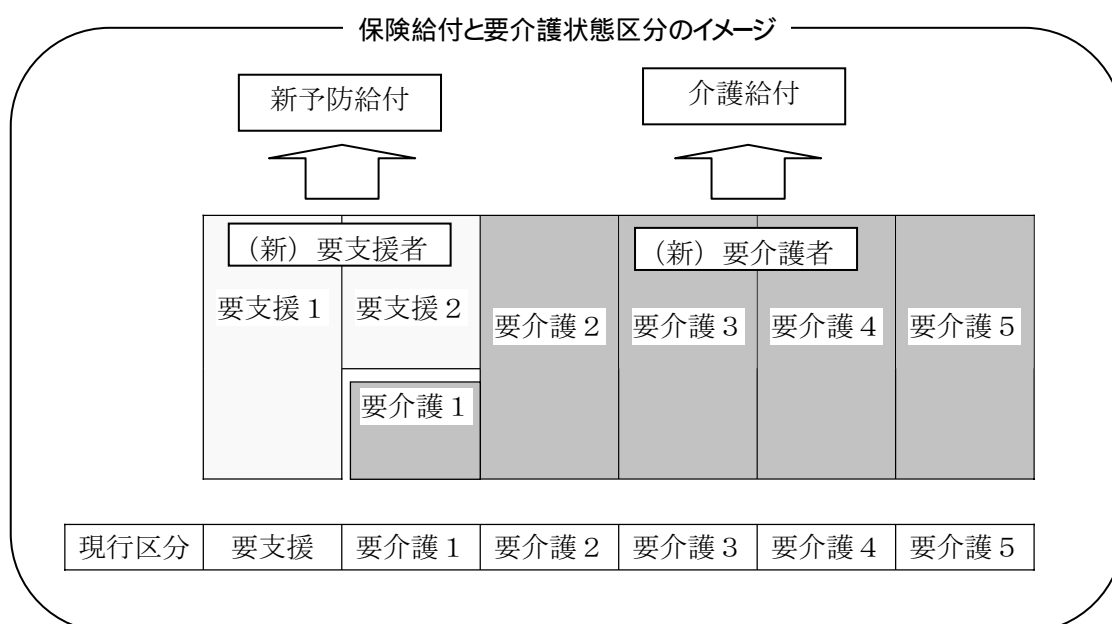 保険給付と要介護状態区分のイメージ
新予防給付 介護給付
（新）要支援者 （新）要介護者
要支援１ 要支援２ 要介護２ 要介護３ 要介護４ 要介護５
要介護１
現行区分 要支援 要介護１ 要介護２ 要介護３ 要介護４ 要介護５